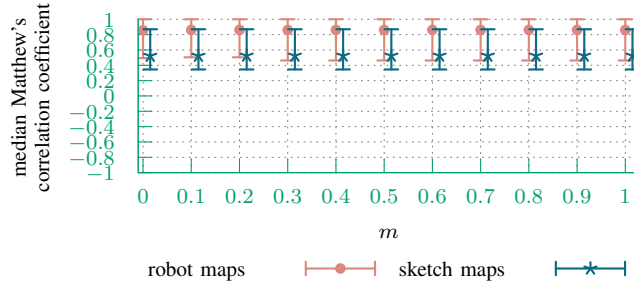 median Matthew's
correlation coefficient
1
0.8
0.6
0.4
0.2
0
−0.2
−0.4
−0.6
−0.8
−1
0 0.1 0.2 0.3 0.4 0.5 0.6 0.7 0.8 0.9 1
m
robot maps sketch maps